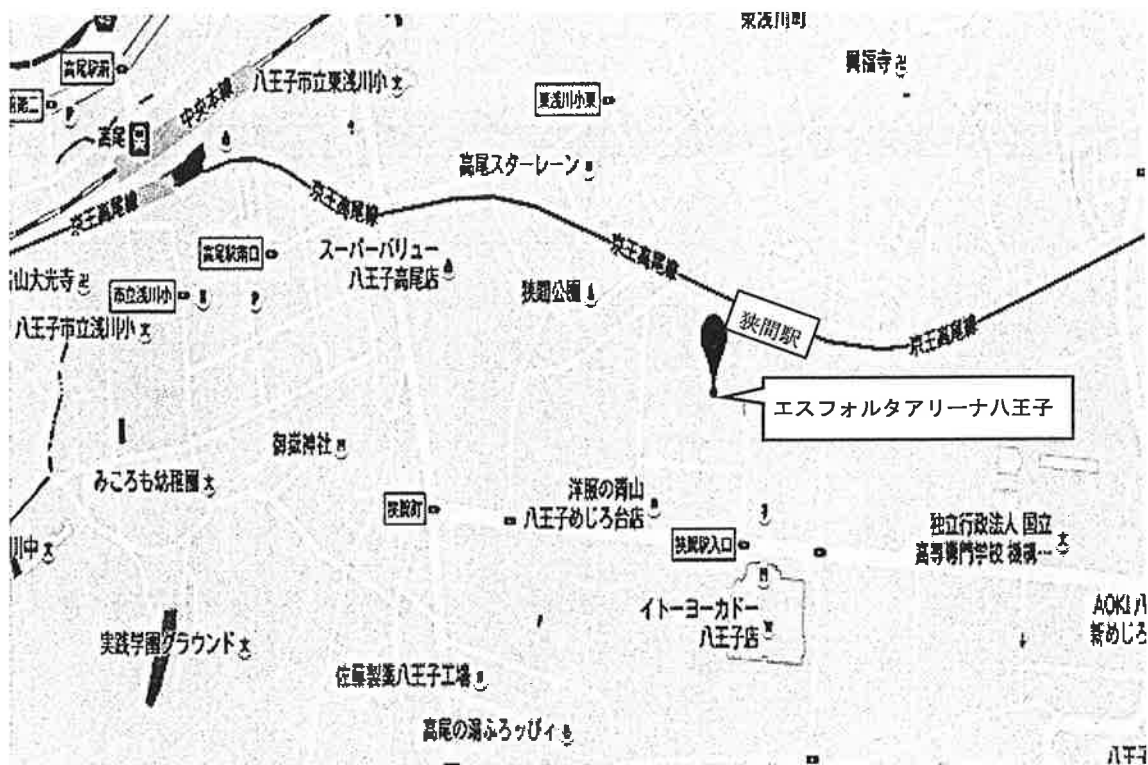 東浅川町
興福寺
高尾駅前
八王子市立東浅川小
東浅川小東
中央本線
高尾
高尾スターレーン
京王高尾線
京王高尾線
高尾駅南口
スーパーバリュー
八王子高尾店
京王高尾線
狭間公園
市立浅川小
八王子市立浅川小
狭間駅
京王高尾線
エスフォルタアリーナ八王子
御嶽神社
みころも幼稚園
狭間町
洋服の青山
八王子めじろ台店
狭間駅入口
独立行政法人 国立
高等専門学校 機構…
川中
イトーヨーカドー
八王子店
AOKI 八
新めじろ
実践学園グラウンド
佐藤製薬八王子工場
高尾の湯ふろッぴィ
八王子